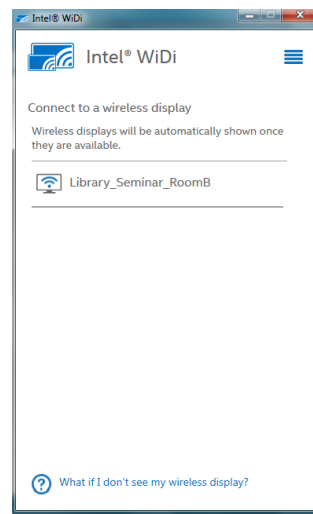 Intel® WiDi
Intel® WiDi
Connect to a wireless display
Wireless displays will be automatically shown once
they are available.
Library_Seminar_RoomB
What if I don't see my wireless display?